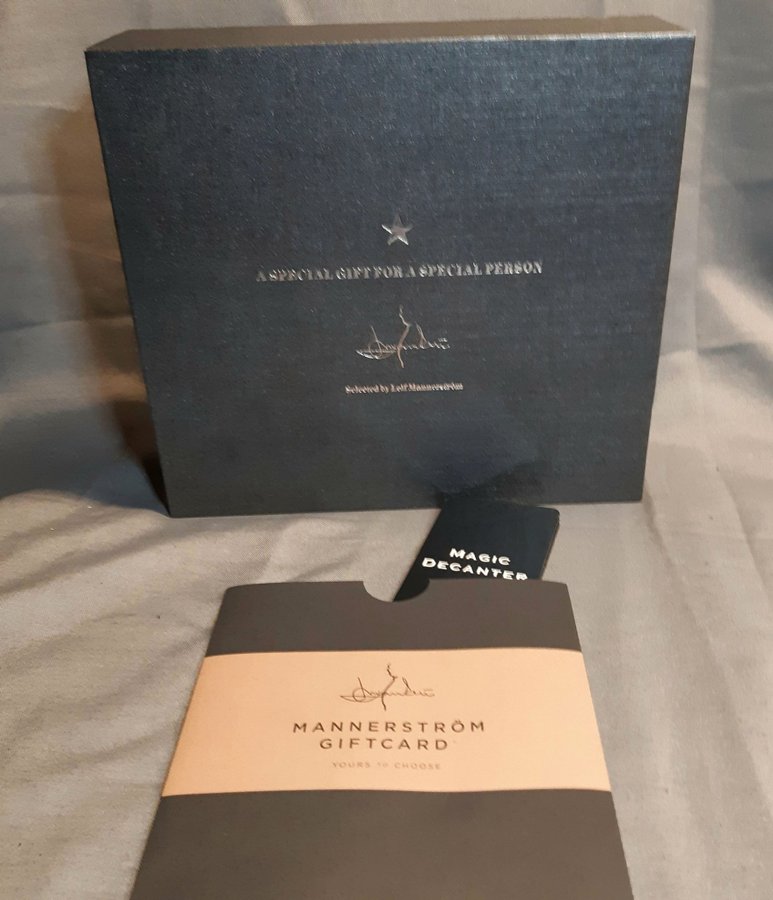 A SPECIAL GIFT FOR A SPECIAL PERSON
Selected by Leif Mannerström
MAGIC
DECANTER
MANNERSTRÖM
GIFTCARD
YOURS TO CHOOSE